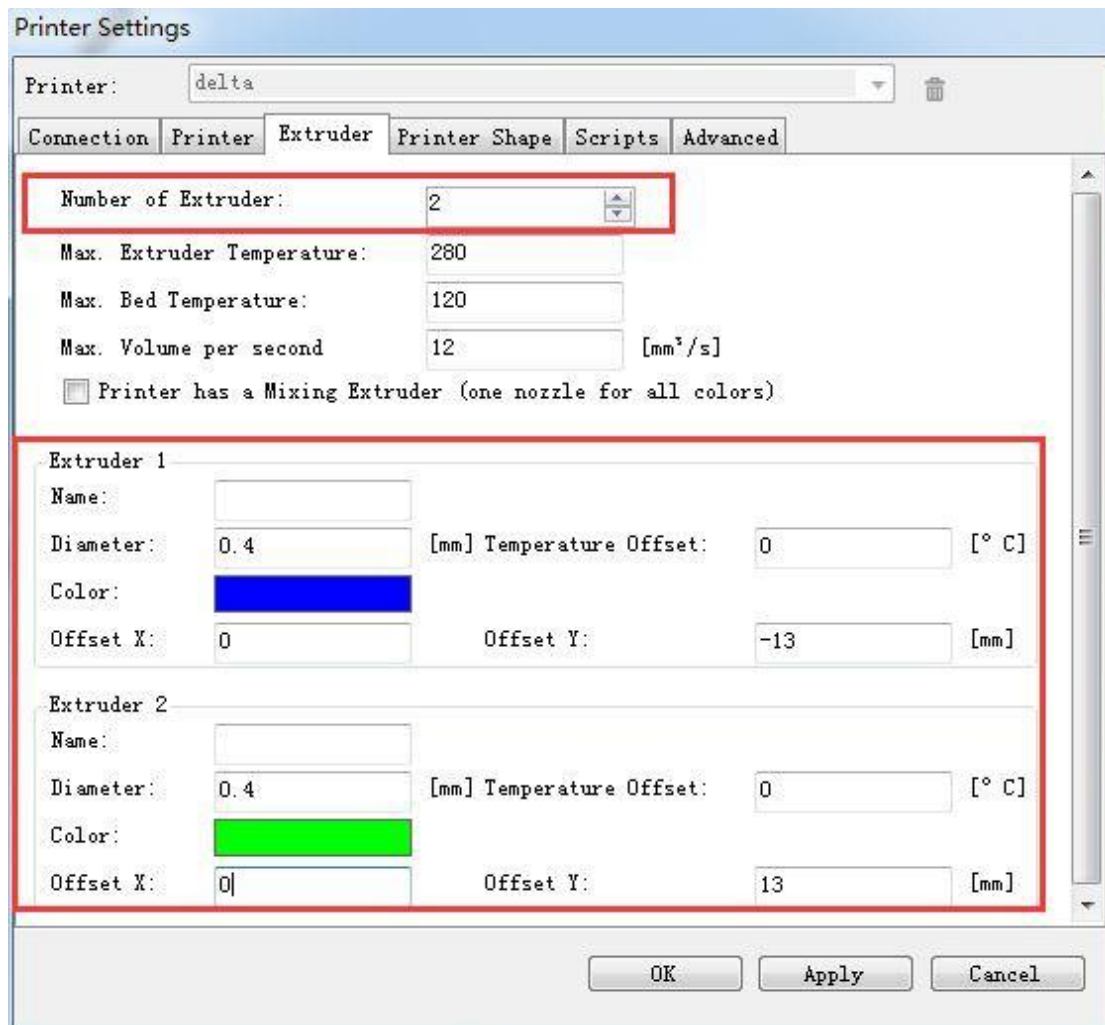 Printer Settings
Printer: delta
Connection Printer Extruder Printer Shape Scripts Advanced
Number of Extruder: 2
Max. Extruder Temperature: 280
Max. Bed Temperature: 120
Max. Volume per second 12 [mm³/s]
Printer has a Mixing Extruder (one nozzle for all colors)
Extruder 1
Name:
Diameter: 0.4 [mm] Temperature Offset: 0 [° C]
Color:
Offset X: 0 Offset Y: -13 [mm]
Extruder 2
Name:
Diameter: 0.4 [mm] Temperature Offset: 0 [° C]
Color:
Offset X: 0 Offset Y: 13 [mm]
OK Apply Cancel